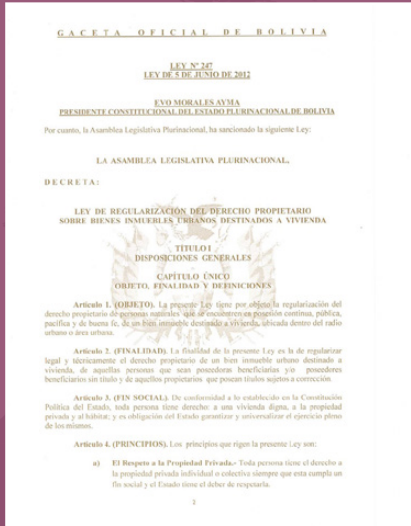 GACETA OFICIAL DE BOLIVIA
LEY Nº 247
LEY DE 5 DE JUNIO DE 2012
EVO MORALES AYMA
PRESIDENTE CONSTITUCIONAL DEL ESTADO PLURINACIONAL DE BOLIVIA
Por cuanto, la Asamblea Legislativa Plurinacional, ha sancionado la siguiente Ley:
LA ASAMBLEA LEGISLATIVA PLURINACIONAL,
DECRETA:
LEY DE REGULARIZACIÓN DEL DERECHO PROPIETARIO
SOBRE BIENES INMUEBLES URBANOS DESTINADOS A VIVIENDA
TÍTULO I
DISPOSICIONES GENERALES
CAPÍTULO ÚNICO
OBJETO, FINALIDAD Y DEFINICIONES
Artículo 1. (OBJETO). La presente Ley tiene por objeto la regularización del
derecho propietario de personas naturales que se encuentren en posesión continua, pública,
pacífica y de buena fe, de un bien inmueble destinado a vivienda, ubicada dentro del radio
urbano o área urbana.
Artículo 2. (FINALIDAD). La finalidad de la presente Ley es la de regularizar
legal y técnicamente el derecho propietario de un bien inmueble urbano destinado a
vivienda, de aquellas personas que sean poseedoras beneficiarias y/o poseedores
beneficiarios sin título y de aquellos propietarios que posean títulos sujetos a corrección.
Artículo 3. (FIN SOCIAL). De conformidad a lo establecido en la Constitución
Política del Estado, toda persona tiene derecho: a una vivienda digna, a la propiedad
privada y al hábitat; y es obligación del Estado garantizar y universalizar el ejercicio pleno
de los mismos.
Artículo 4. (PRINCIPIOS). Los principios que rigen la presente Ley son:
a) El Respeto a la Propiedad Privada.- Toda persona tiene el derecho a
la propiedad privada individual o colectiva siempre que esta cumpla un
fin social y el Estado tiene el deber de respetarla.
2